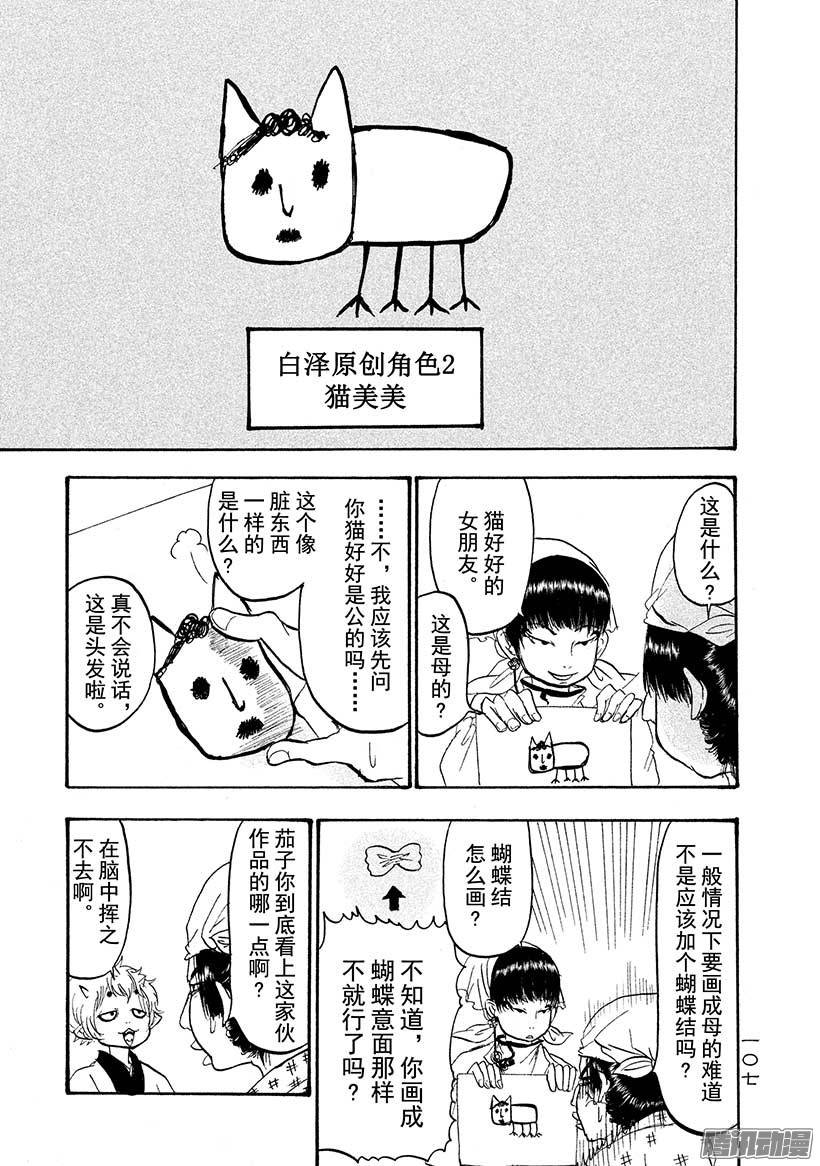 白泽原创角色2
猫美美
这是什么?
猫好好的
女朋友。
这是母的?
……不,我应该先问
你猫好好是公的吗……
这个像
脏东西
一样的
是什么?
真不会说话,
这是头发啦。
一般情况下要画成母的难道
不是应该加个蝴蝶结吗?
蝴蝶结
怎么画?
不知道,你画成
蝴蝶意面那样
不就行了吗?
茄子你到底看上这家伙
作品的哪一点啊?
在脑中挥之
不去啊。
一〇七
腾讯动漫